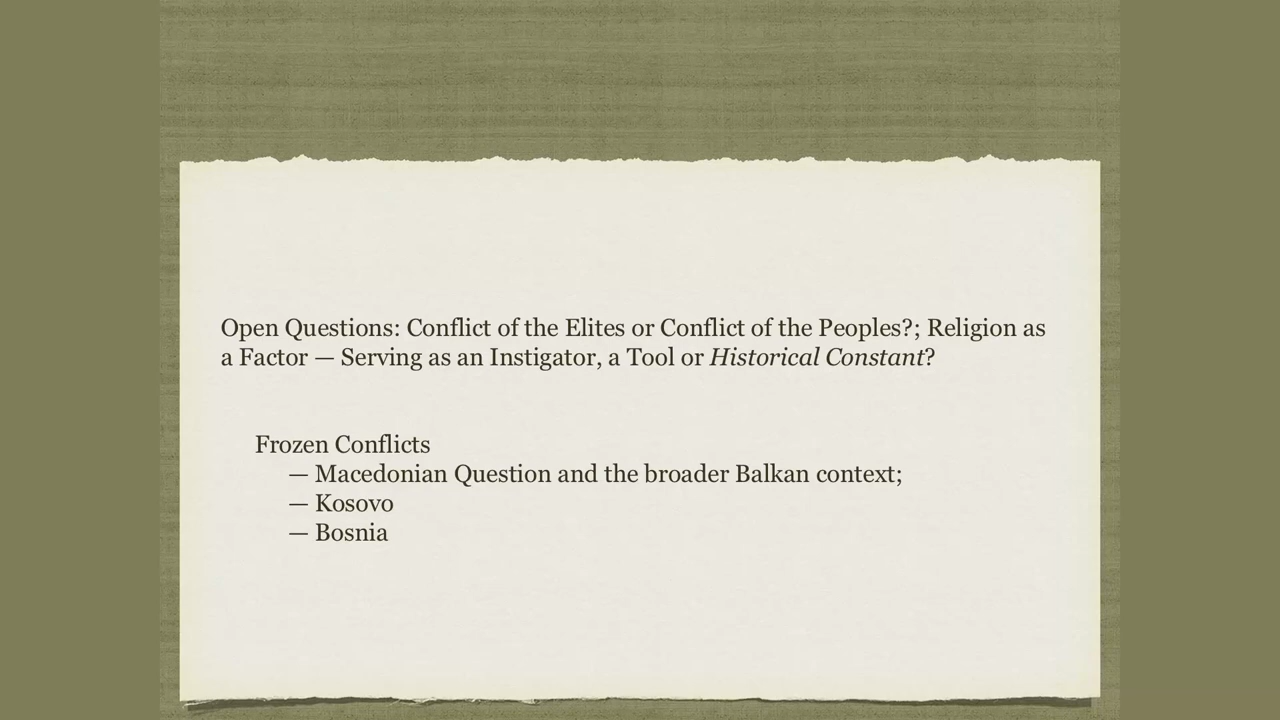 Open Questions: Conflict of the Elites or Conflict of the Peoples?; Religion as
a Factor — Serving as an Instigator, a Tool or Historical Constant?
Frozen Conflicts
— Macedonian Question and the broader Balkan context;
— Kosovo
— Bosnia